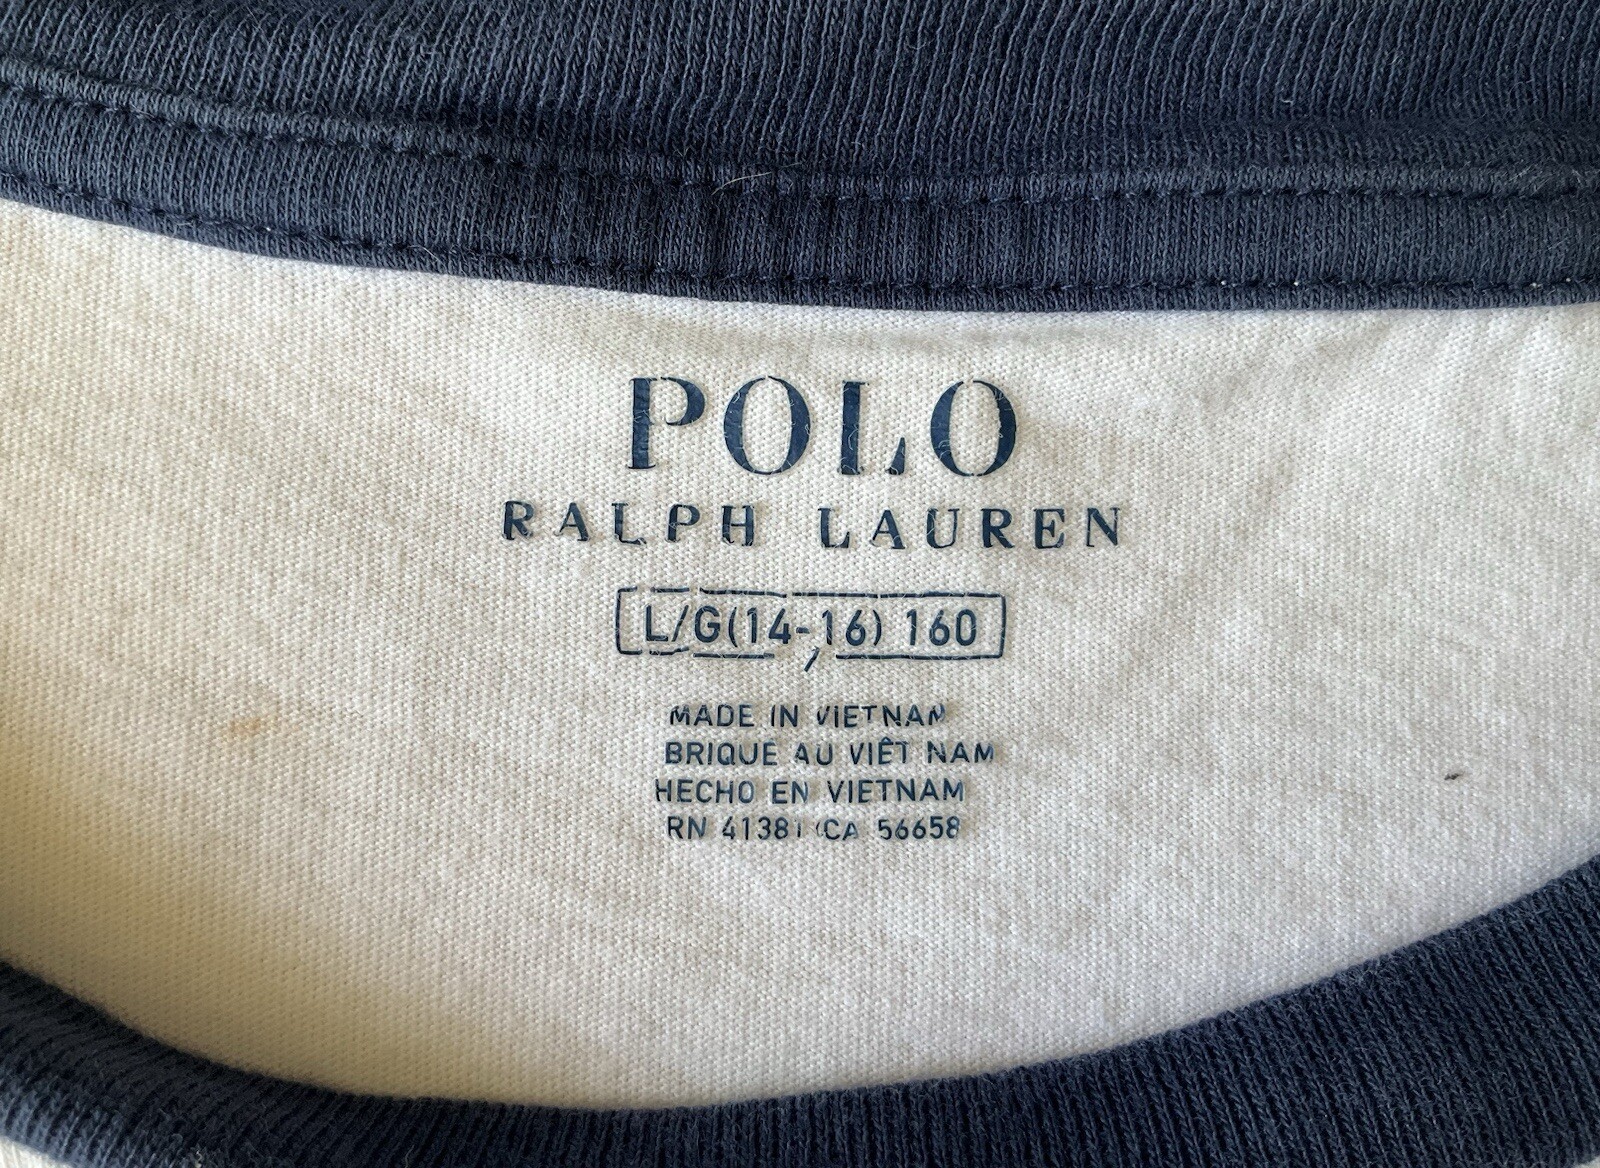 POLO
RALPH LAUREN
L/G(14-16) 160
MADE IN VIETNAM
BRIQUÉ AU VIÊT NAM
HECHO EN VIETNAM
RN 41381 CA 56658